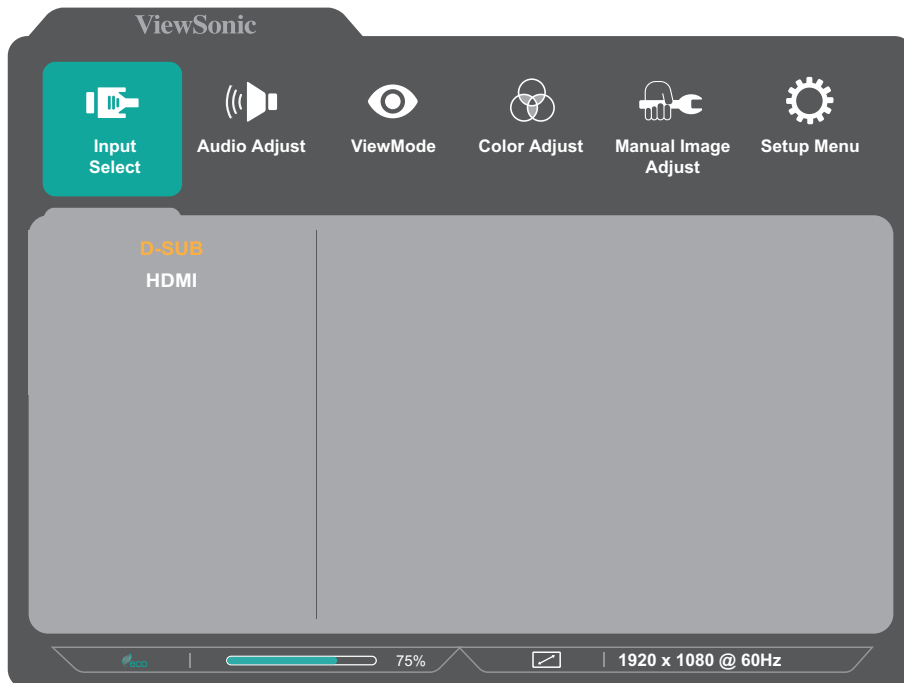 ViewSonic
Input
Select
Audio Adjust
ViewMode
Color Adjust
Manual Image
Adjust
Setup Menu
D-SUB
HDMI
eco
75%
1920 x 1080 @ 60Hz